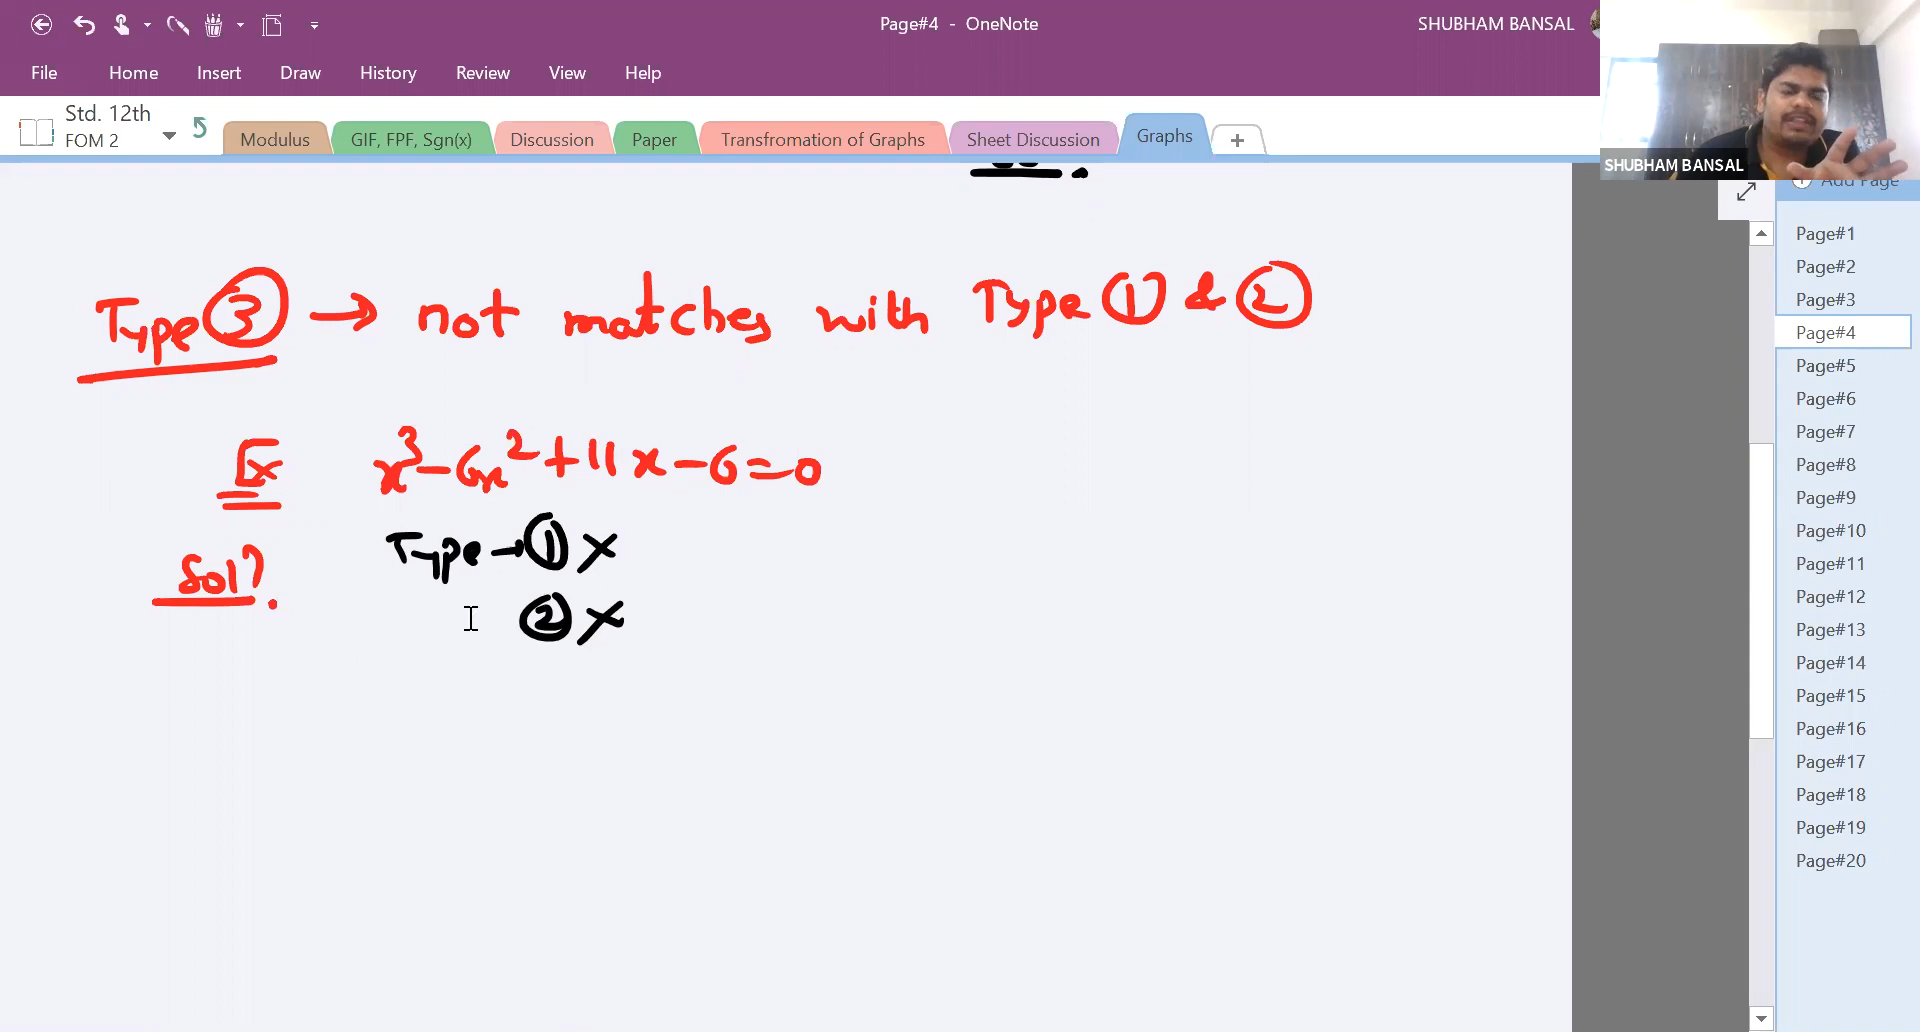 Page#4 - OneNote
SHUBHAM BANSAL
File Home Insert Draw History Review View Help
Std. 12th
FOM 2
Modulus GIF, FPF, Sgn(x) Discussion Paper Transfromation of Graphs Sheet Discussion Graphs +
SHUBHAM BANSAL
Add Page
Type ③ → not matches with Type ① & ②
Ex x³-6x²+11x-6=0
Solⁿ.
Type → ① ×
② ×
Page#1
Page#2
Page#3
Page#4
Page#5
Page#6
Page#7
Page#8
Page#9
Page#10
Page#11
Page#12
Page#13
Page#14
Page#15
Page#16
Page#17
Page#18
Page#19
Page#20